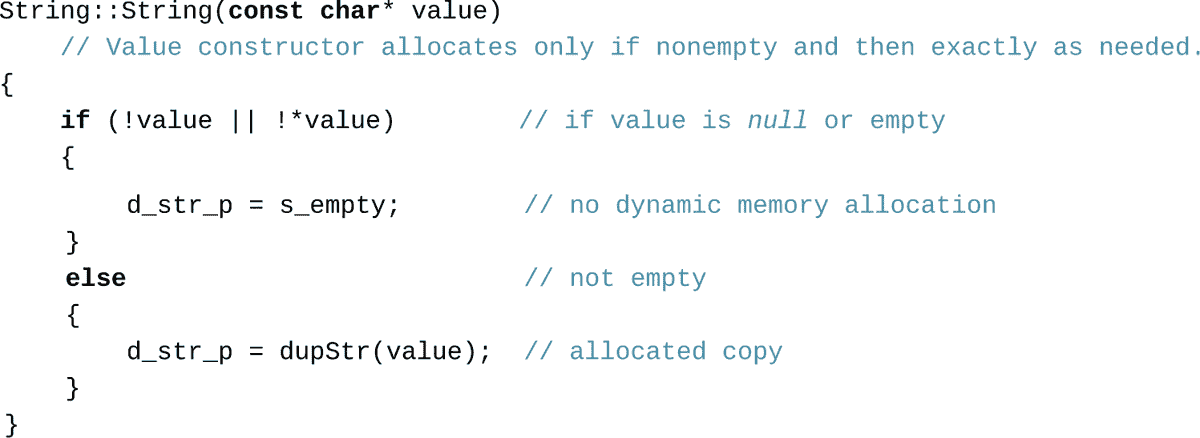 String::String(const char* value)
    // Value constructor allocates only if nonempty and then exactly as needed.
{
    if (!value || !*value)        // if value is null or empty
    {
        d_str_p = s_empty;        // no dynamic memory allocation
    }
    else                          // not empty
    {
        d_str_p = dupStr(value);  // allocated copy
    }
}